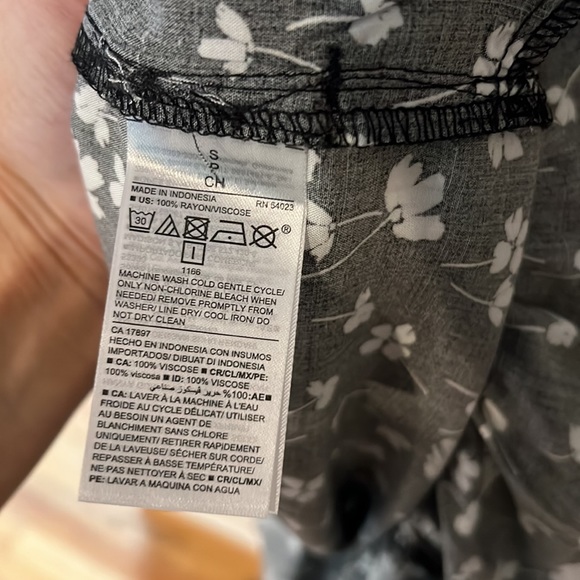 S
P
CH
MADE IN INDONESIA RN 54023
■ US: 100% RAYON/VISCOSE
30 ®
1166
MACHINE WASH COLD GENTLE CYCLE/
ONLY NON-CHLORINE BLEACH WHEN
NEEDED/ REMOVE PROMPTLY FROM
WASHER/ LINE DRY/ COOL IRON/ DO
NOT DRY CLEAN
CA 17897
HECHO EN INDONESIA CON INSUMOS
IMPORTADOS/ DIBUAT DI INDONESIA
■ CA: 100% VISCOSE ■ CR/CL/MX/PE:
100% viscosa ■ ID: 100% VISCOSE
■AE:100% حرير فيسكوز صناعي
■ CA: LAVER À LA MACHINE À L'EAU
FROIDE AU CYCLE DÉLICAT/ UTILISER
AU BESOIN UN AGENT DE
BLANCHIMENT SANS CHLORE
UNIQUEMENT/ RETIRER RAPIDEMENT
DE LA LAVEUSE/ SÉCHER SUR CORDE/
REPASSER À BASSE TEMPÉRATURE/
NE PAS NETTOYER À SEC ■ CR/CL/MX/
PE: LAVAR A MAQUINA CON AGUA